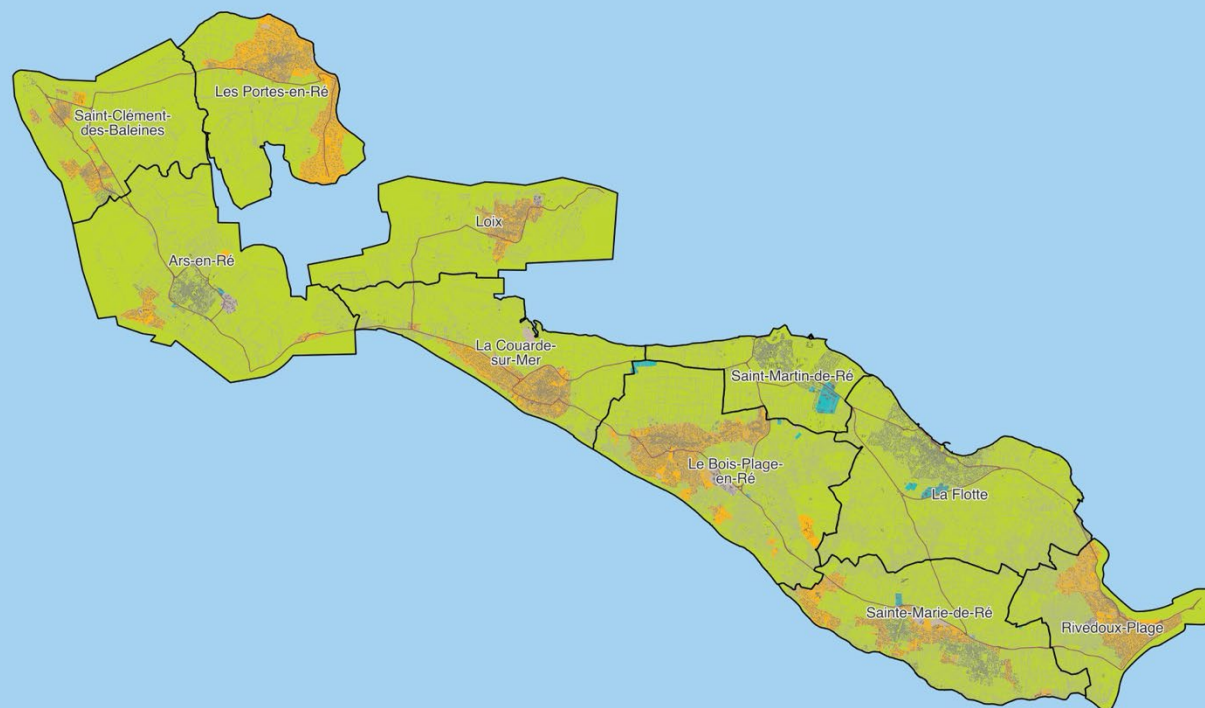 Les Portes-en-Ré
Saint-Clément-
des-Baleines
Loix
Ars-en-Ré
La Couarde-
sur-Mer
Saint-Martin-de-Ré
Le Bois-Plage-
en-Ré
La Flotte
Sainte-Marie-de-Ré
Rivedoux-Plage